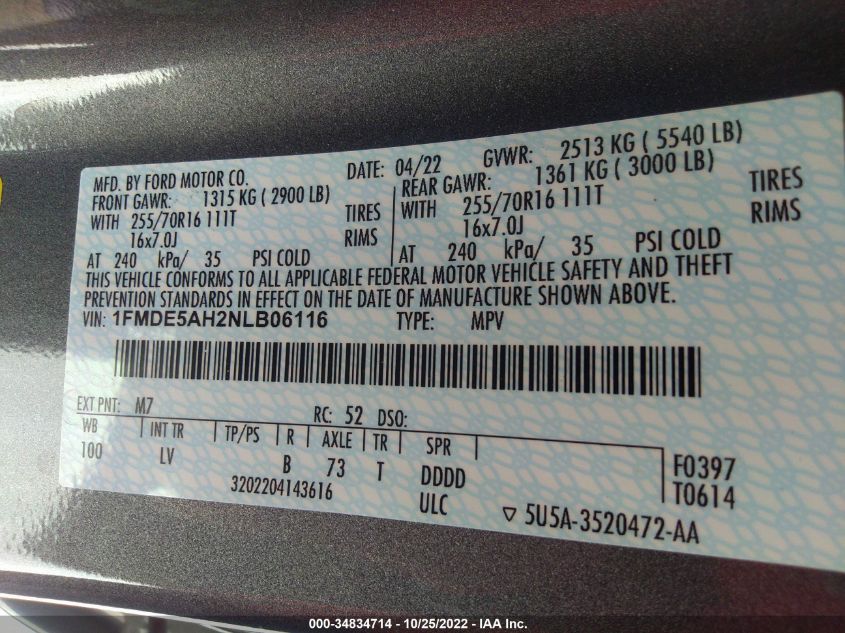 MFD. BY FORD MOTOR CO. DATE: 04/22 GVWR: 2513 KG ( 5540 LB)
FRONT GAWR: 1315 KG ( 2900 LB) REAR GAWR: 1361 KG ( 3000 LB)
WITH 255/70R16 111T TIRES WITH 255/70R16 111T TIRES
16x7.0J RIMS 16x7.0J RIMS
AT 240 kPa/ 35 PSI COLD AT 240 kPa/ 35 PSI COLD
THIS VEHICLE CONFORMS TO ALL APPLICABLE FEDERAL MOTOR VEHICLE SAFETY AND THEFT
PREVENTION STANDARDS IN EFFECT ON THE DATE OF MANUFACTURE SHOWN ABOVE.
VIN: 1FMDE5AH2NLB06116 TYPE: MPV
EXT PNT: M7 RC: 52 DSO:
WB INT TR TP/PS R AXLE TR SPR
100 LV B 73 T DDDD F0397
3202204143616 ULC T0614
▽ 5U5A-3520472-AA
000-34834714 - 10/25/2022 - IAA Inc.